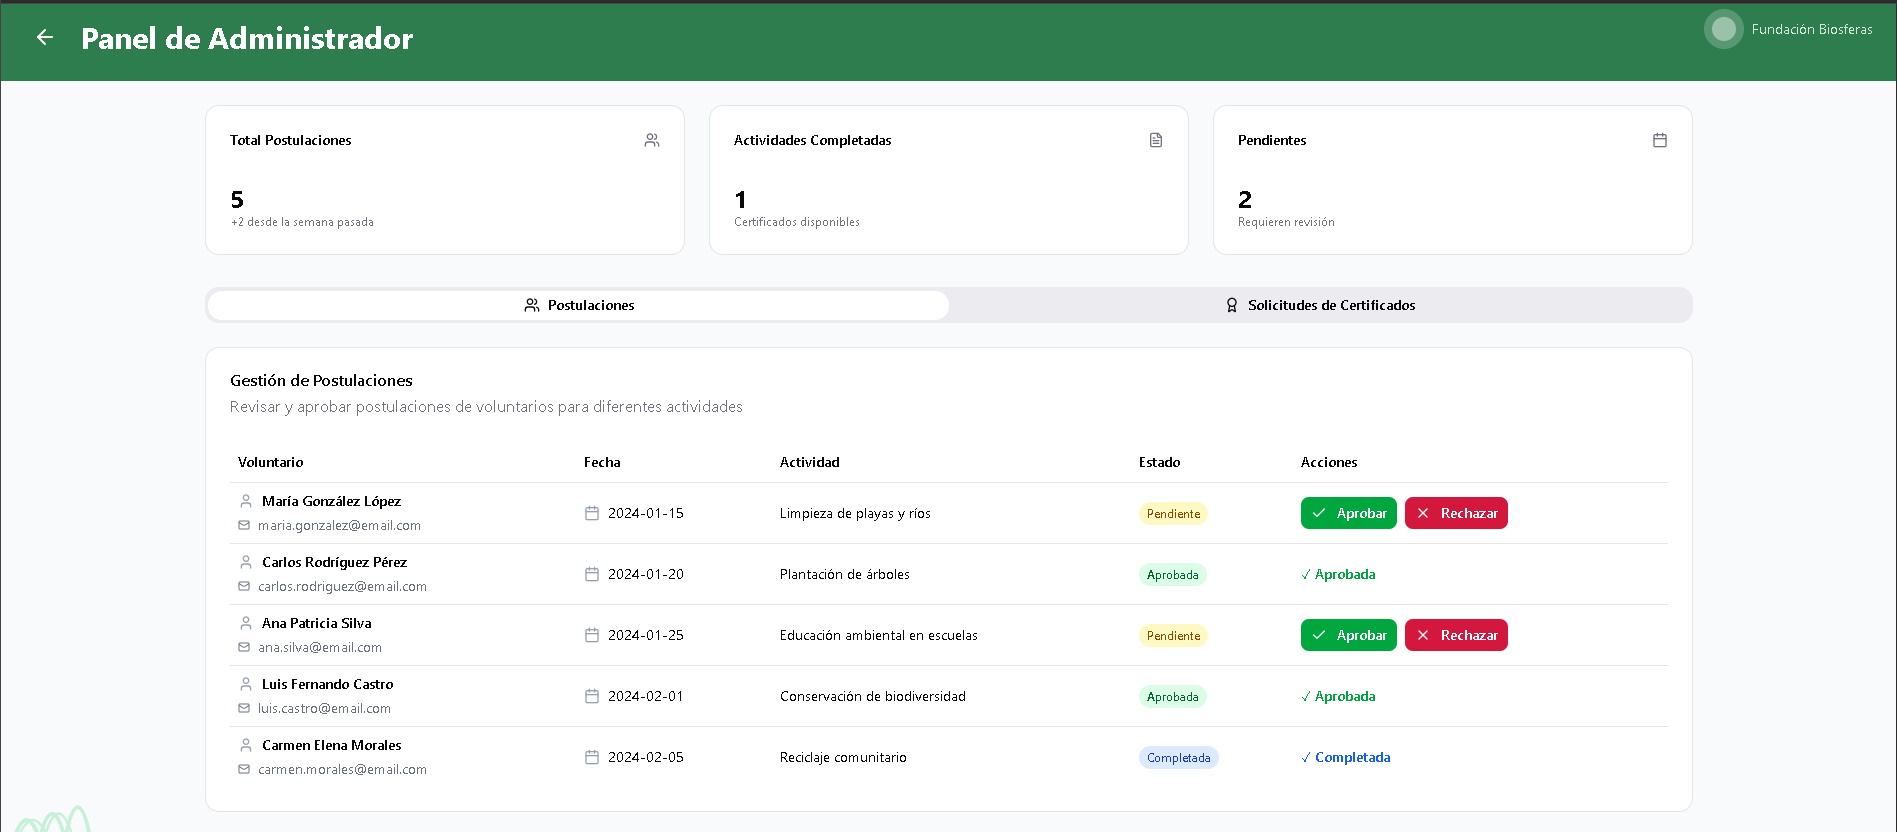 Panel de Administrador
Fundación Biosferas
Total Postulaciones
5
+2 desde la semana pasada
Actividades Completadas
1
Certificados disponibles
Pendientes
2
Requieren revisión
Postulaciones
Solicitudes de Certificados
Gestión de Postulaciones
Revisar y aprobar postulaciones de voluntarios para diferentes actividades
Voluntario Fecha Actividad Estado Acciones
María González López
maria.gonzalez@email.com
2024-01-15 Limpieza de playas y ríos Pendiente Aprobar Rechazar
Carlos Rodríguez Pérez
carlos.rodriguez@email.com
2024-01-20 Plantación de árboles Aprobada ✓ Aprobada
Ana Patricia Silva
ana.silva@email.com
2024-01-25 Educación ambiental en escuelas Pendiente Aprobar Rechazar
Luis Fernando Castro
luis.castro@email.com
2024-02-01 Conservación de biodiversidad Aprobada ✓ Aprobada
Carmen Elena Morales
carmen.morales@email.com
2024-02-05 Reciclaje comunitario Completada ✓ Completada